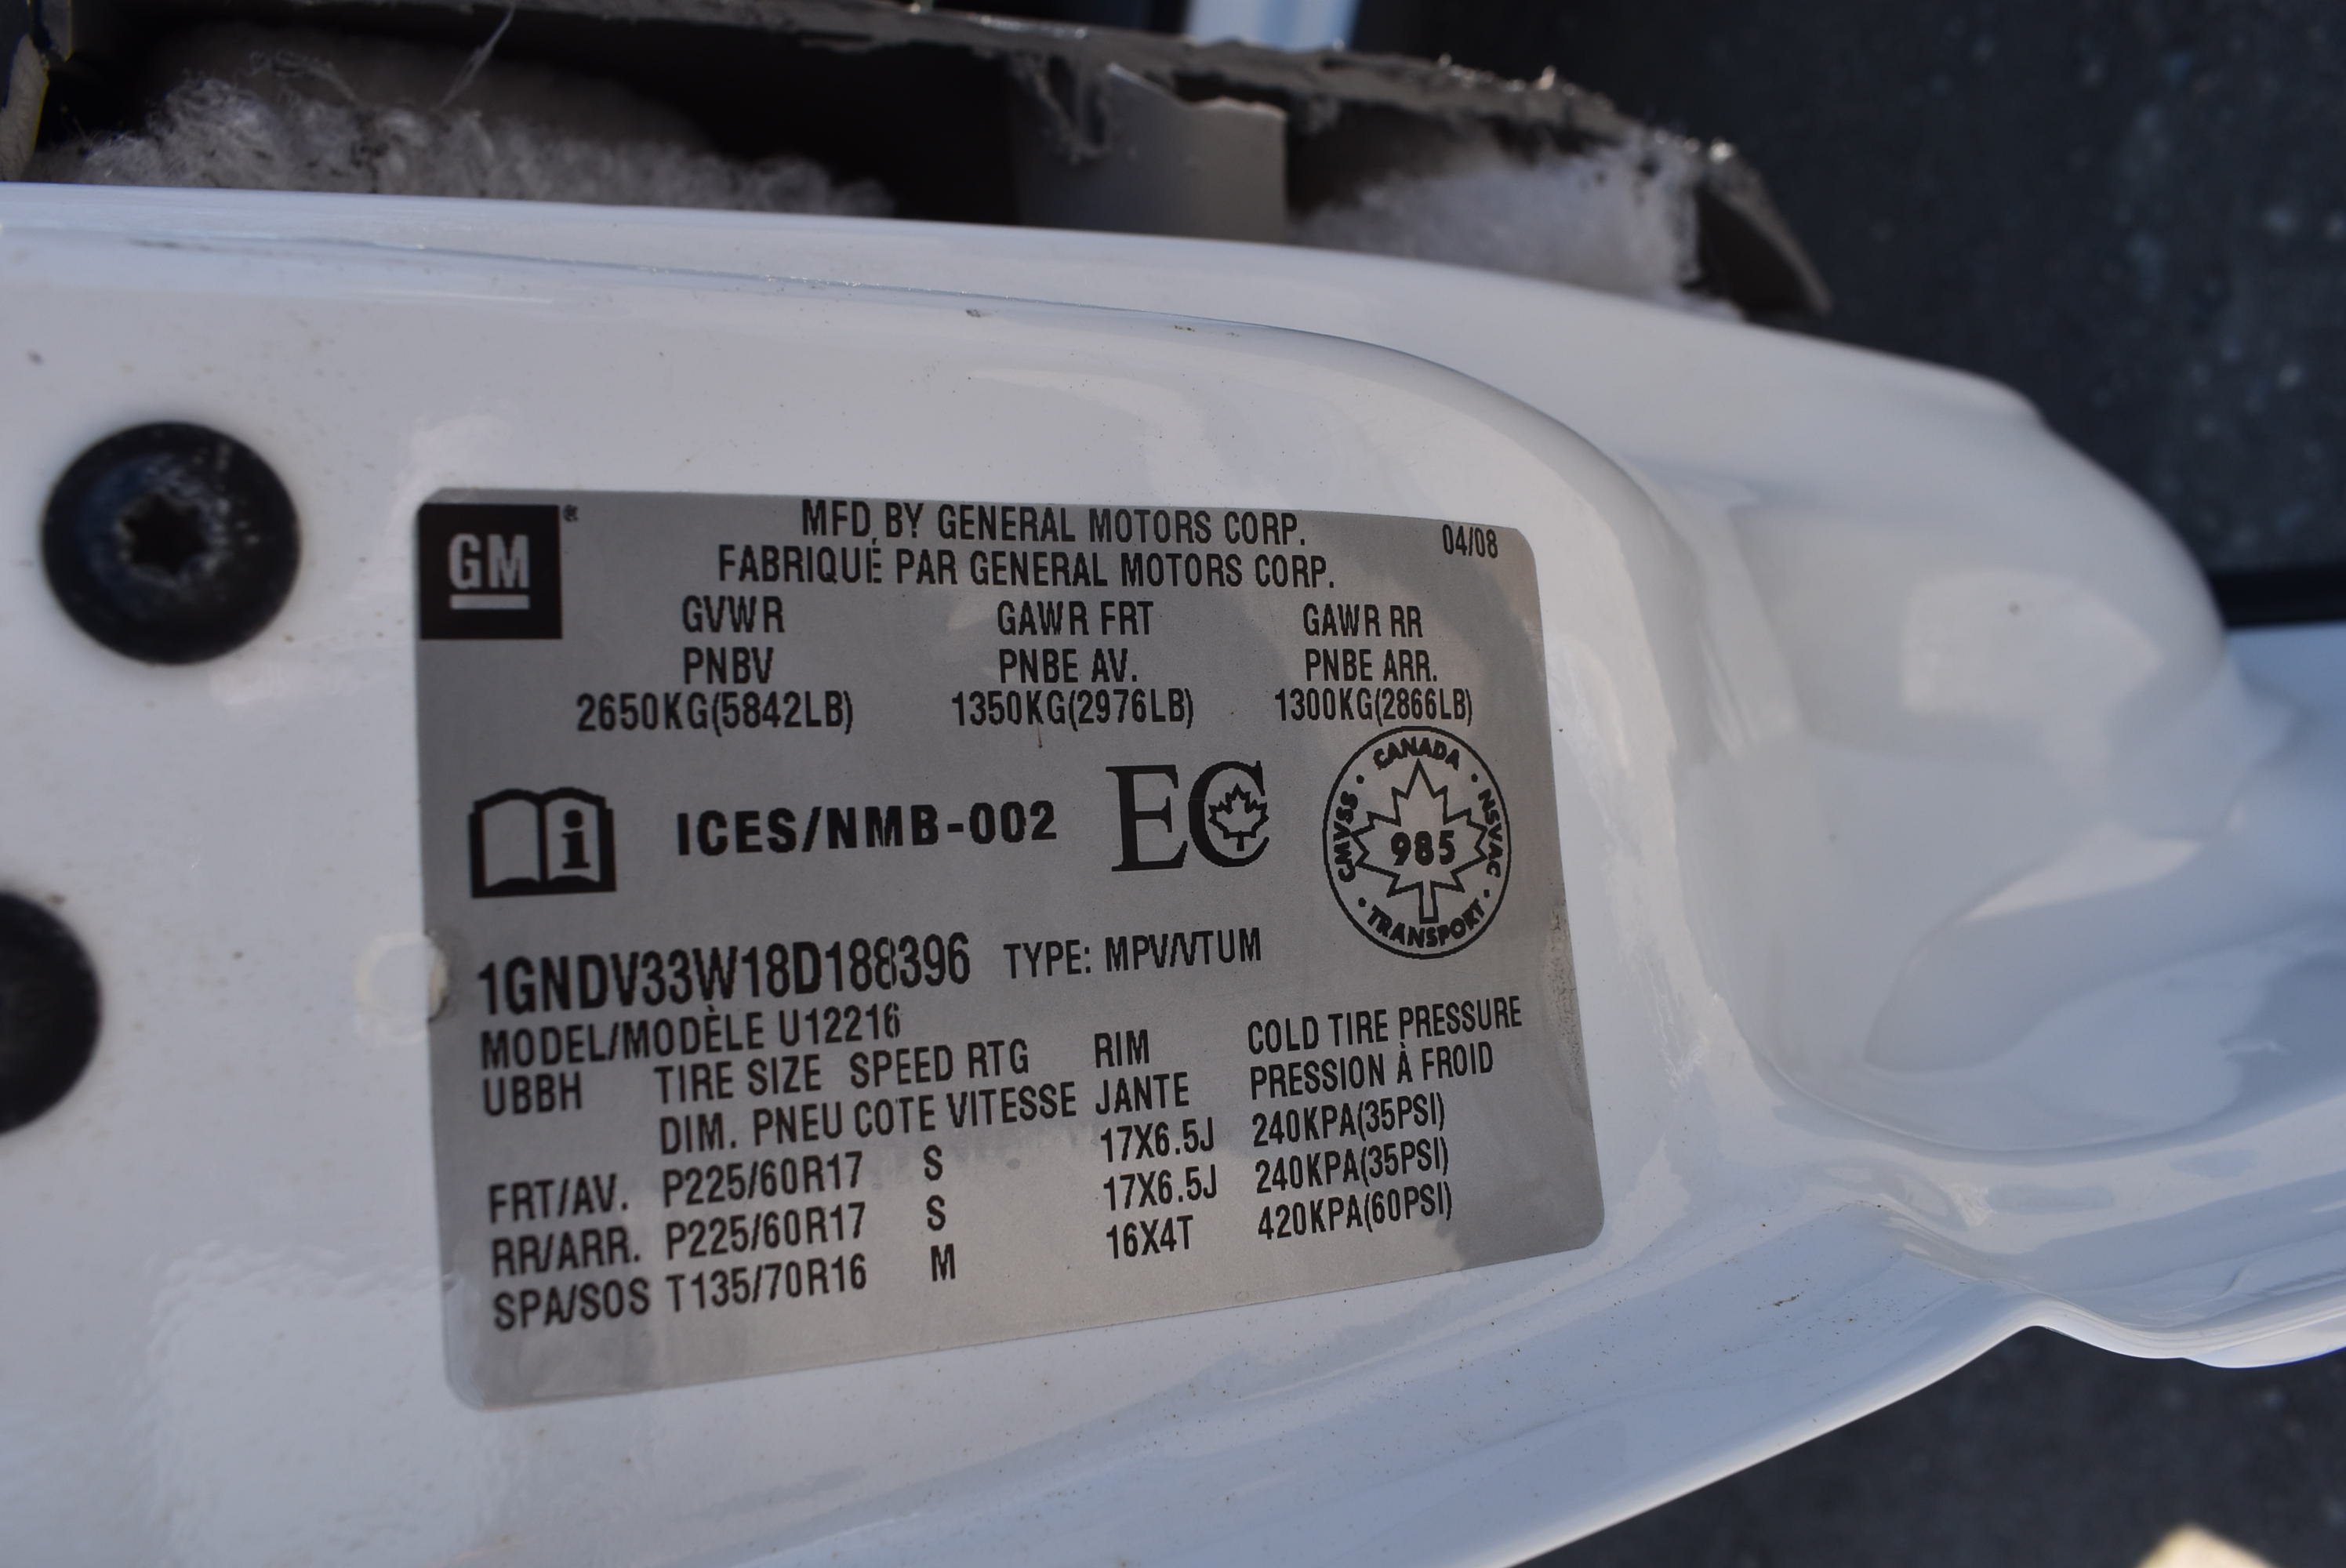 GM
MFD BY GENERAL MOTORS CORP. 04/08
FABRIQUÉ PAR GENERAL MOTORS CORP.
GVWR GAWR FRT GAWR RR
PNBV PNBE AV. PNBE ARR.
2650KG(5842LB) 1350KG(2976LB) 1300KG(2866LB)
i ICES/NMB-002 EC
CANADA
CMVSS 985 NSVAC
TRANSPORT
1GNDV33W18D188396 TYPE: MPV/VTUM
MODEL/MODÈLE U12216
UBBH TIRE SIZE SPEED RTG RIM COLD TIRE PRESSURE
DIM. PNEU COTE VITESSE JANTE PRESSION À FROID
FRT/AV. P225/60R17 S 17X6.5J 240KPA(35PSI)
RR/ARR. P225/60R17 S 17X6.5J 240KPA(35PSI)
SPA/SOS T135/70R16 M 16X4T 420KPA(60PSI)